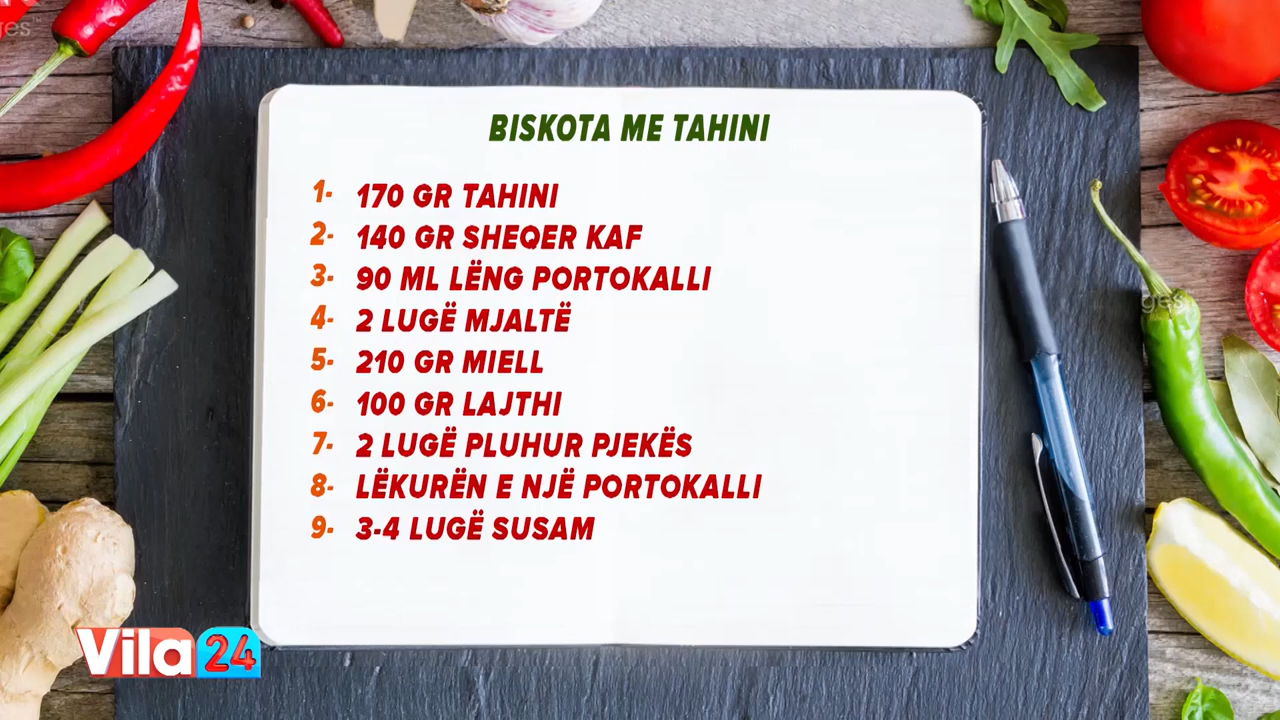 BISKOTA ME TAHINI
1- 170 GR TAHINI
2- 140 GR SHEQER KAF
3- 90 ML LËNG PORTOKALLI
4- 2 LUGË MJALTË
5- 210 GR MIELL
6- 100 GR LAJTHI
7- 2 LUGË PLUHUR PJEKËS
8- LËKURËN E NJË PORTOKALLI
9- 3-4 LUGË SUSAM
Vila 24